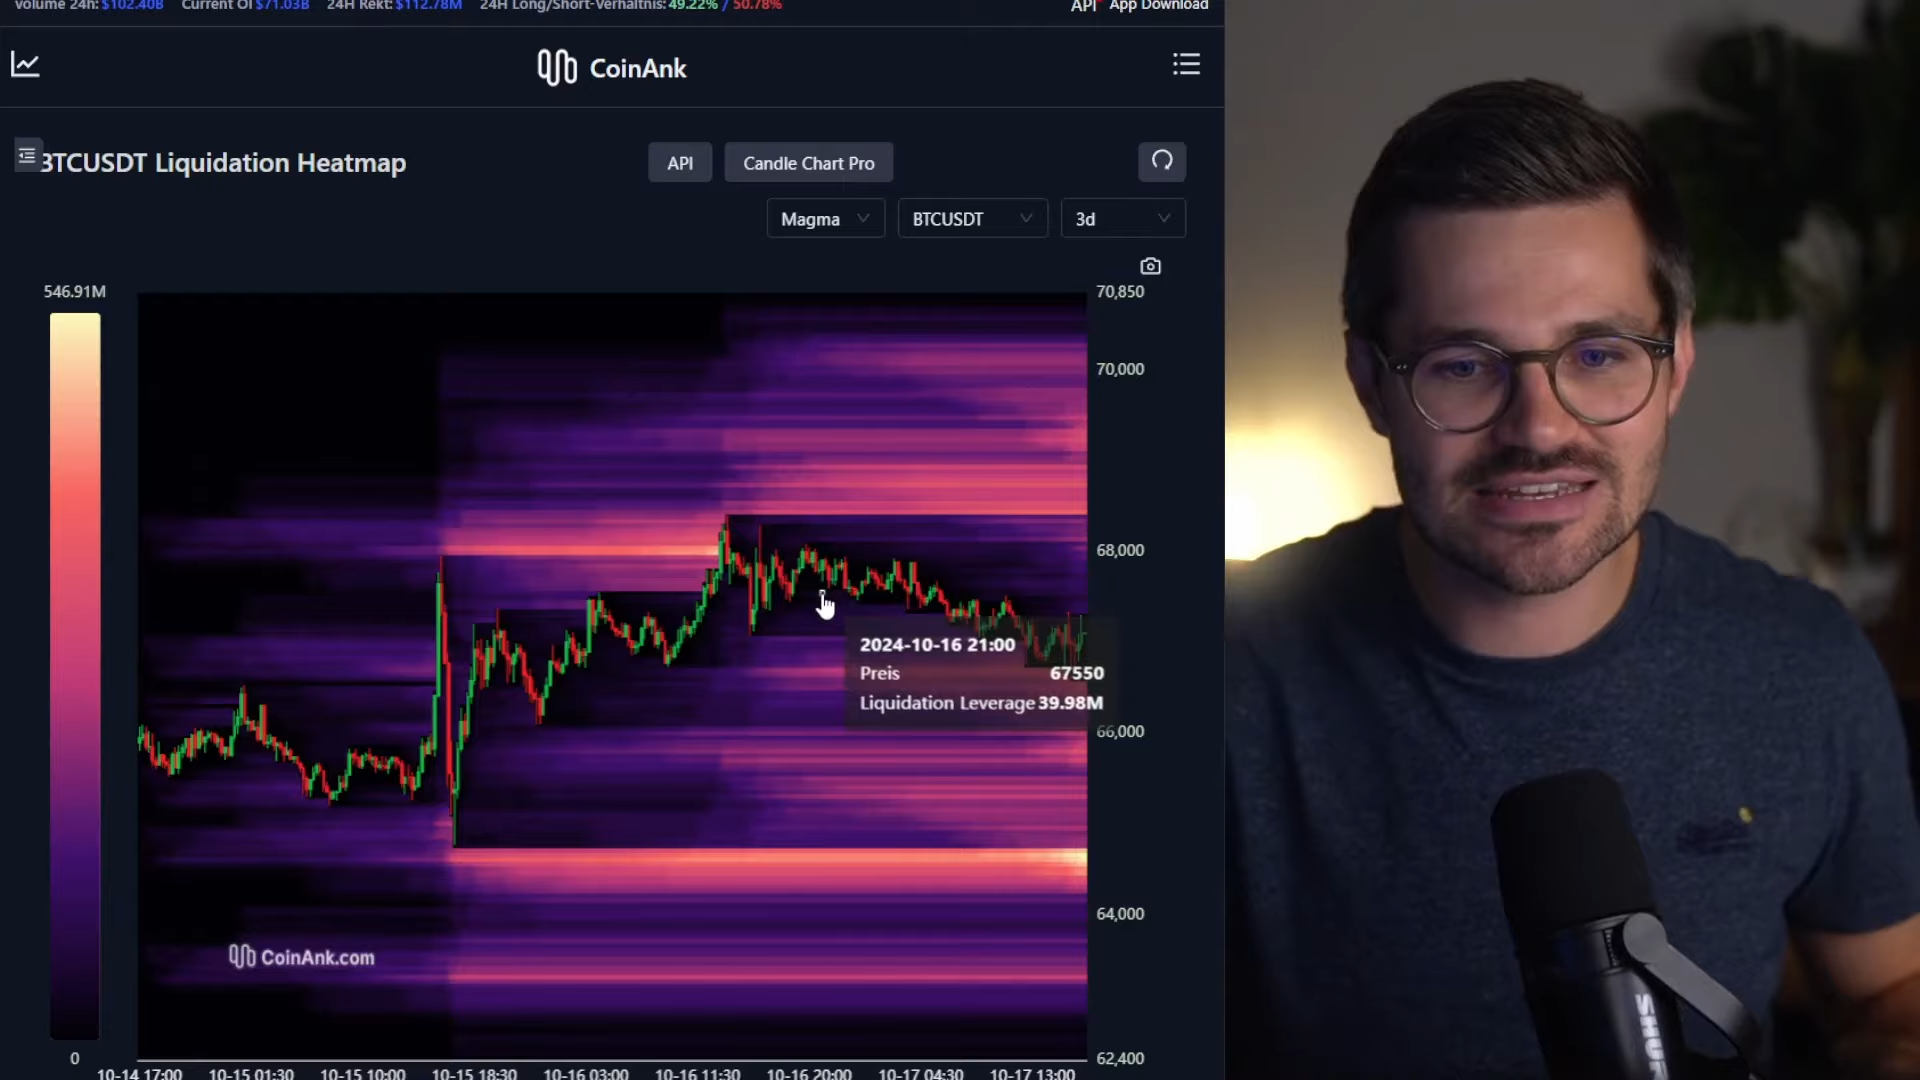 volume 24h: $102.40B Current OI $71.03B 24H Rekt: $112.78M 24H Long/Short-Verhältnis: 49.22% / 50.78% API App Download
CoinAnk
BTCUSDT Liquidation Heatmap API Candle Chart Pro
Magma BTCUSDT 3d
546.91M
70,850
70,000
68,000
2024-10-16 21:00
Preis 67550
Liquidation Leverage 39.98M
66,000
64,000
CoinAnk.com
0
62,400
10-14 17:00 10-15 01:30 10-15 10:00 10-15 18:30 10-16 03:00 10-16 11:30 10-16 20:00 10-17 04:30 10-17 13:00
SHUR